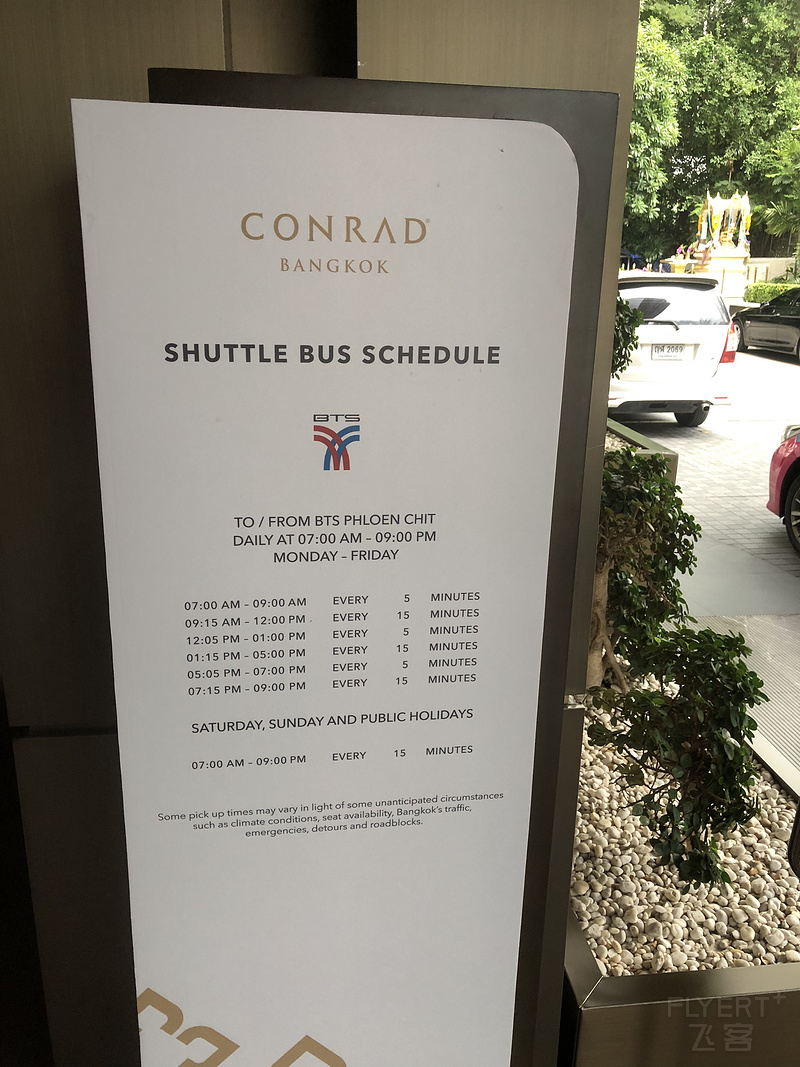 CONRAD
BANGKOK
SHUTTLE BUS SCHEDULE
BTS
TO / FROM BTS PHLOEN CHIT
DAILY AT 07:00 AM – 09:00 PM
MONDAY – FRIDAY
07:00 AM – 09:00 AM EVERY 5 MINUTES
09:15 AM – 12:00 PM EVERY 15 MINUTES
12:05 PM – 01:00 PM EVERY 5 MINUTES
01:15 PM – 05:00 PM EVERY 15 MINUTES
05:05 PM – 07:00 PM EVERY 5 MINUTES
07:15 PM – 09:00 PM EVERY 15 MINUTES
SATURDAY, SUNDAY AND PUBLIC HOLIDAYS
07:00 AM – 09:00 PM EVERY 15 MINUTES
Some pick up times may vary in light of some unanticipated circumstances
such as climate conditions, seat availability, Bangkok's traffic,
emergencies, detours and roadblocks.
2069
FLYERT+
飞客